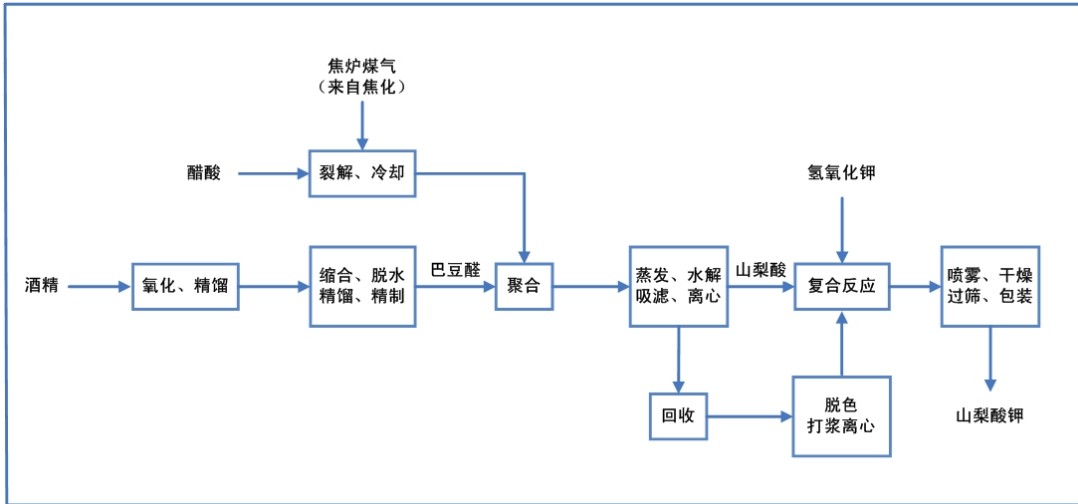 焦炉煤气
（来自焦化）
醋酸
裂解、冷却
氢氧化钾
酒精
氧化、精馏
缩合、脱水
精馏、精制
巴豆醛
聚合
蒸发、水解
吸滤、离心
山梨酸
复合反应
喷雾、干燥
过筛、包装
回收
脱色
打浆离心
山梨酸钾